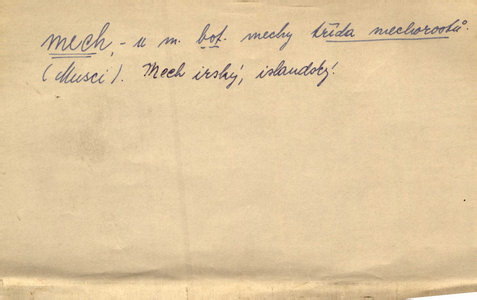 mech, -u m. bot. mechy třída mechorostů.
(Musci). Mech irský, islandský.